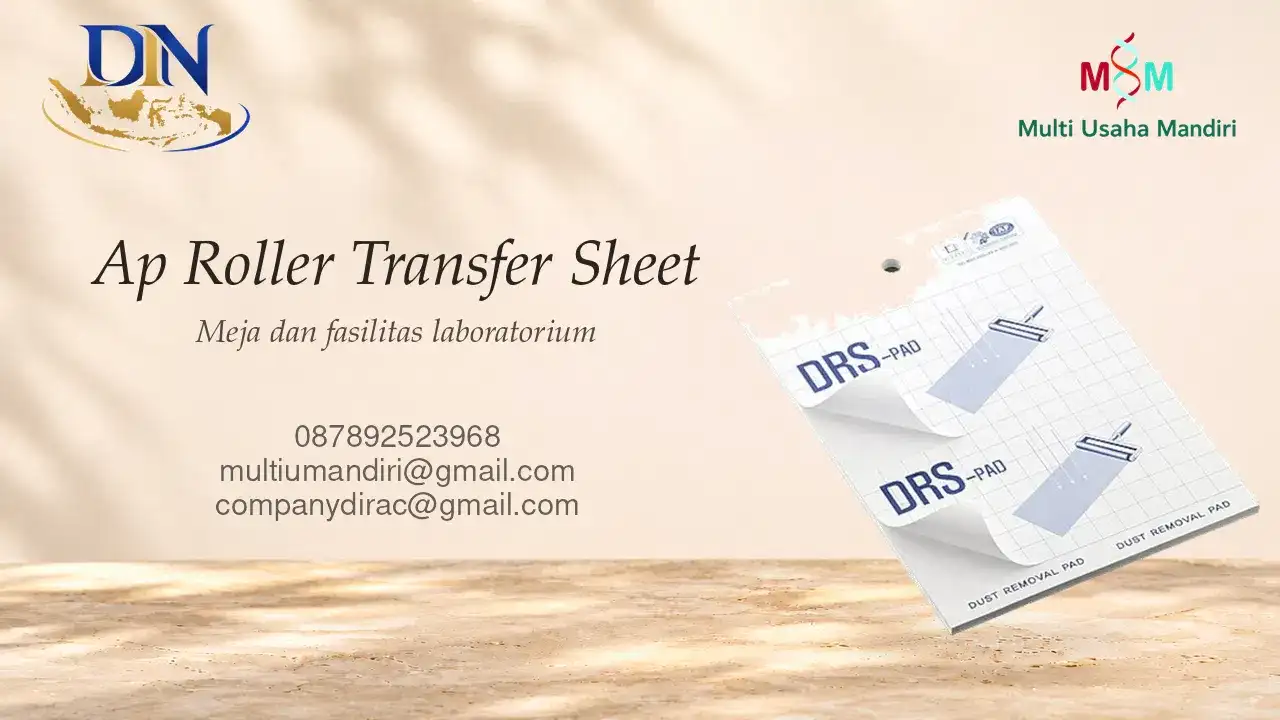 DIN
M M
Multi Usaha Mandiri
Ap Roller Transfer Sheet
Meja dan fasilitas laboratorium
087892523968
multiumandiri@gmail.com
companydirac@gmail.com
DRS-PAD
DRS-PAD
DUST REMOVAL PAD
DUST REMOVAL PAD